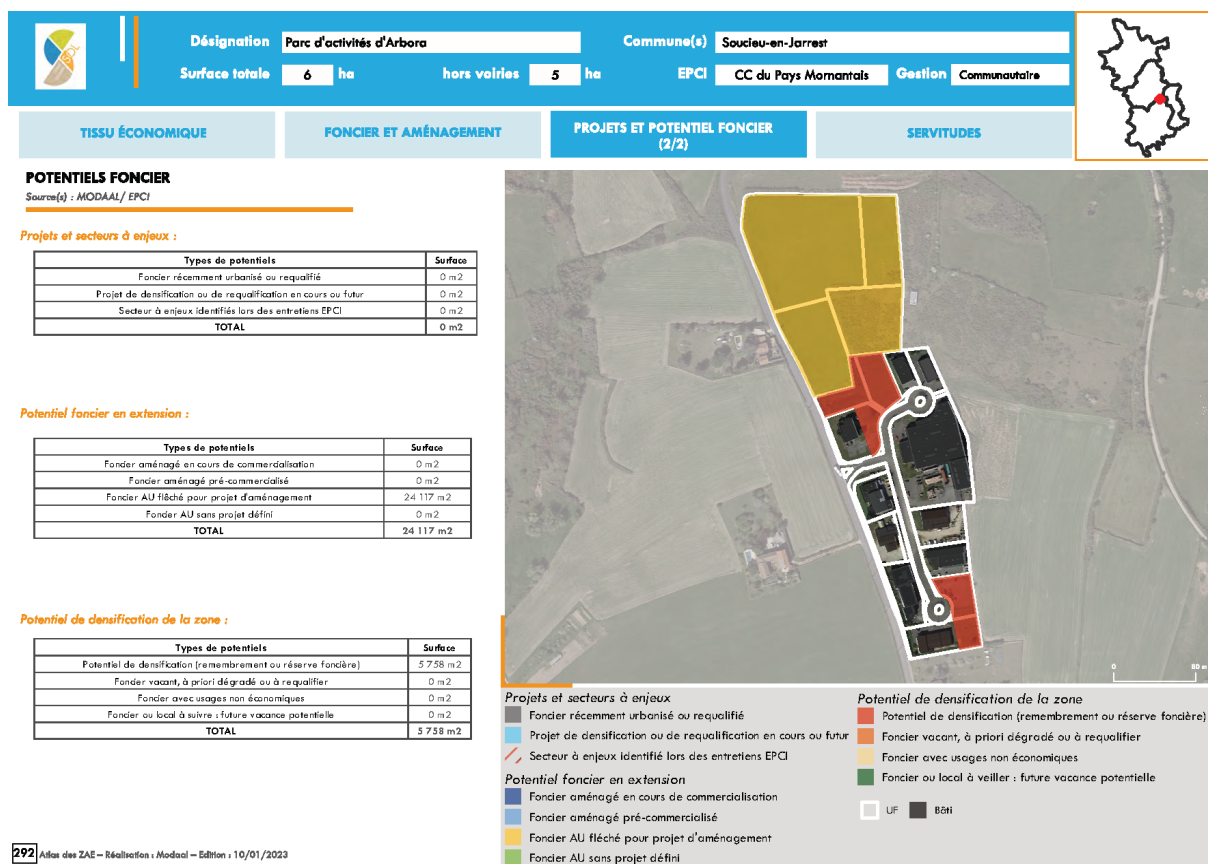 Désignation Parc d'activités d'Arbora Commune(s) Soucieu-en-Jarrest
Surface totale 6 ha hors voiries 5 ha EPCI CC du Pays Mornantais Gestion Communautaire
TISSU ÉCONOMIQUE
FONCIER ET AMÉNAGEMENT
PROJETS ET POTENTIEL FONCIER
(2/2)
SERVITUDES
POTENTIELS FONCIER
Source(s) : MODAAL/ EPCI
Projets et secteurs à enjeux :
Types de potentiels Surface
Foncier récemment urbanisé ou requalifié 0 m2
Projet de densification ou de requalification en cours ou futur 0 m2
Secteur à enjeux identifiés lors des entretiens EPCI 0 m2
TOTAL 0 m2
Potentiel foncier en extension :
Types de potentiels Surface
Foncier aménagé en cours de commercialisation 0 m2
Foncier aménagé pré-commercialisé 0 m2
Foncier AU flêché pour projet d'aménagement 24 117 m2
Foncier AU sans projet défini 0 m2
TOTAL 24 117 m2
Potentiel de densification de la zone :
Types de potentiels Surface
Potentiel de densification (remembrement ou réserve foncière) 5 758 m2
Foncier vacant, à priori dégradé ou à requalifier 0 m2
Foncier avec usages non économiques 0 m2
Foncier ou local à suivre : future vacance potentielle 0 m2
TOTAL 5 758 m2
0 80 m
Projets et secteurs à enjeux
Foncier récemment urbanisé ou requalifié
Projet de densification ou de requalification en cours ou futur
Secteur à enjeux identifié lors des entretiens EPCI
Potentiel foncier en extension
Foncier aménagé en cours de commercialisation
Foncier aménagé pré-commercialisé
Foncier AU fléché pour projet d'aménagement
Foncier AU sans projet défini
Potentiel de densification de la zone
Potentiel de densification (remembrement ou réserve foncière)
Foncier vacant, à priori dégradé ou à requalifier
Foncier avec usages non économiques
Foncier ou local à veiller : future vacance potentielle
UF Bâti
292 Atlas des ZAE – Réalisation : Modaal – Edition : 10/01/2023